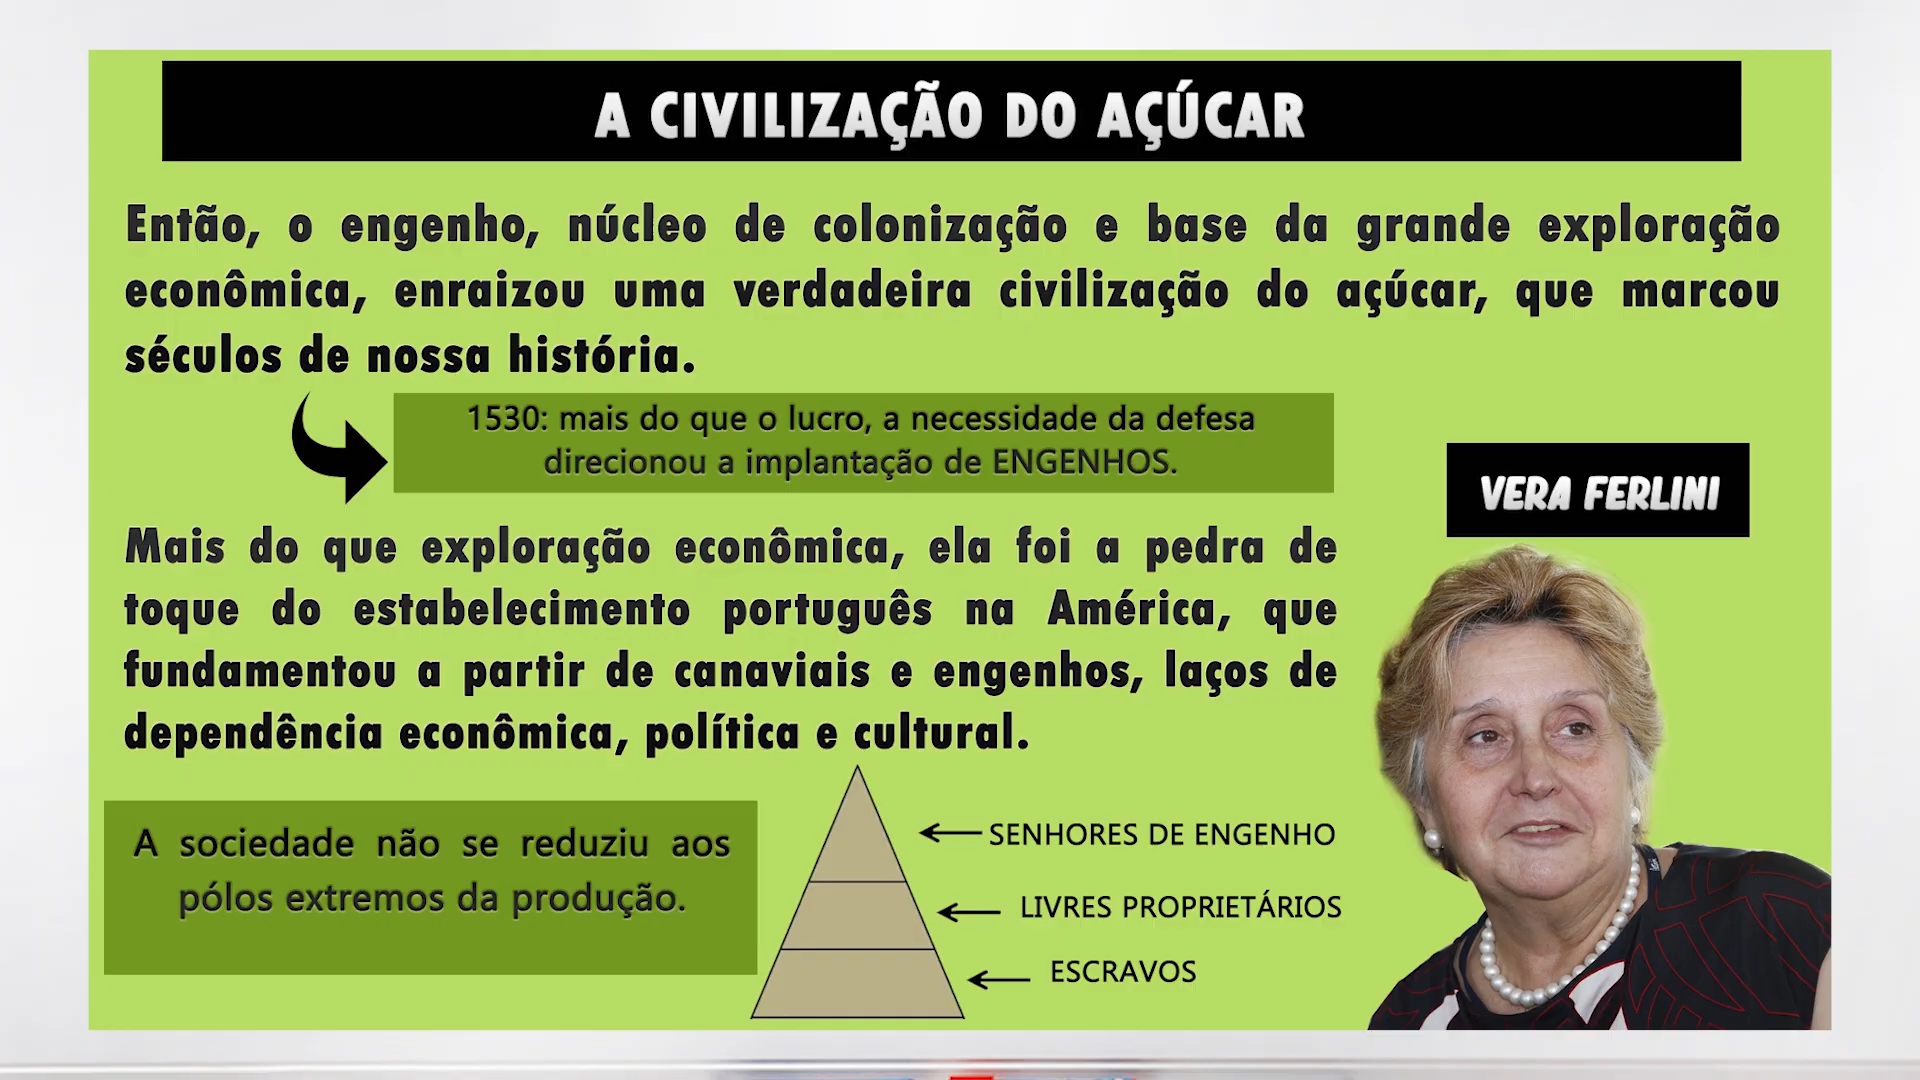 A CIVILIZAÇÃO DO AÇÚCAR
Então, o engenho, núcleo de colonização e base da grande exploração
econômica, enraizou uma verdadeira civilização do açúcar, que marcou
séculos de nossa história.
1530: mais do que o lucro, a necessidade da defesa
direcionou a implantação de ENGENHOS.
VERA FERLINI
Mais do que exploração econômica, ela foi a pedra de
toque do estabelecimento português na América, que
fundamentou a partir de canaviais e engenhos, laços de
dependência econômica, política e cultural.
A sociedade não se reduziu aos
pólos extremos da produção.
SENHORES DE ENGENHO
LIVRES PROPRIETÁRIOS
ESCRAVOS